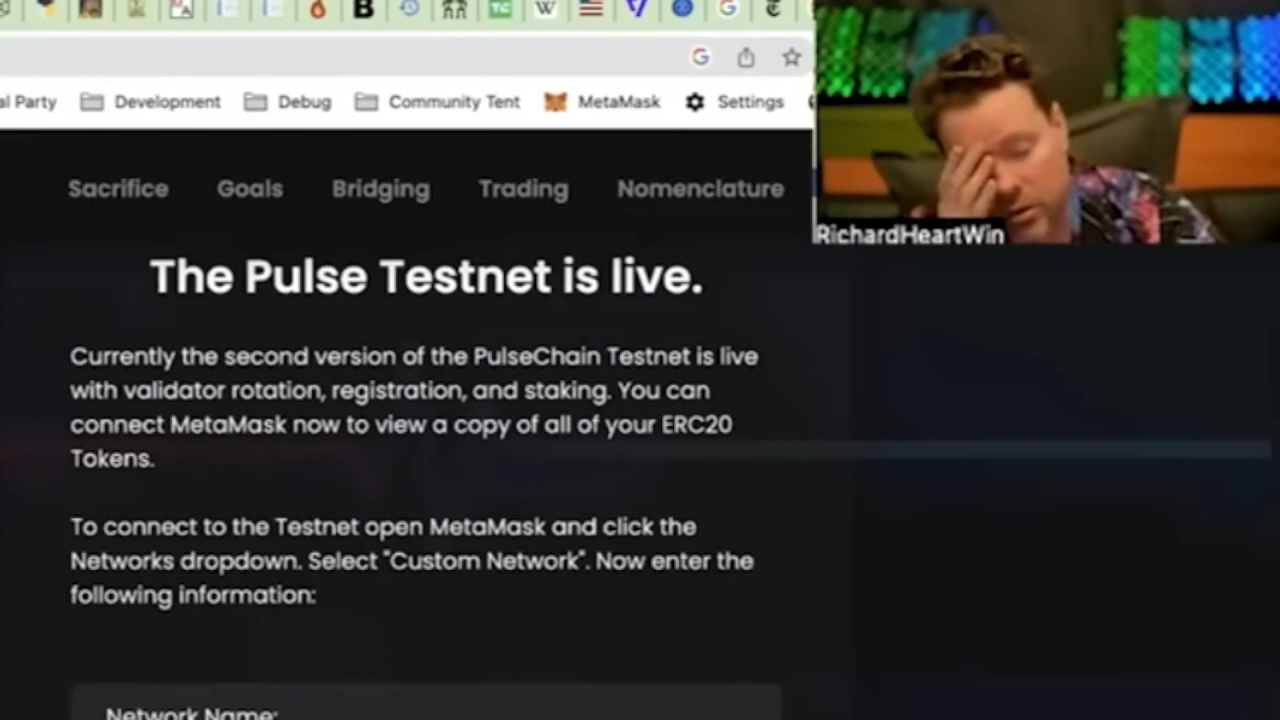 al Party Development Debug Community Tent MetaMask Settings
Sacrifice Goals Bridging Trading Nomenclature
RichardHeartWin
The Pulse Testnet is live.
Currently the second version of the PulseChain Testnet is live
with validator rotation, registration, and staking. You can
connect MetaMask now to view a copy of all of your ERC20
Tokens.
To connect to the Testnet open MetaMask and click the
Networks dropdown. Select "Custom Network". Now enter the
following information:
Network Name: